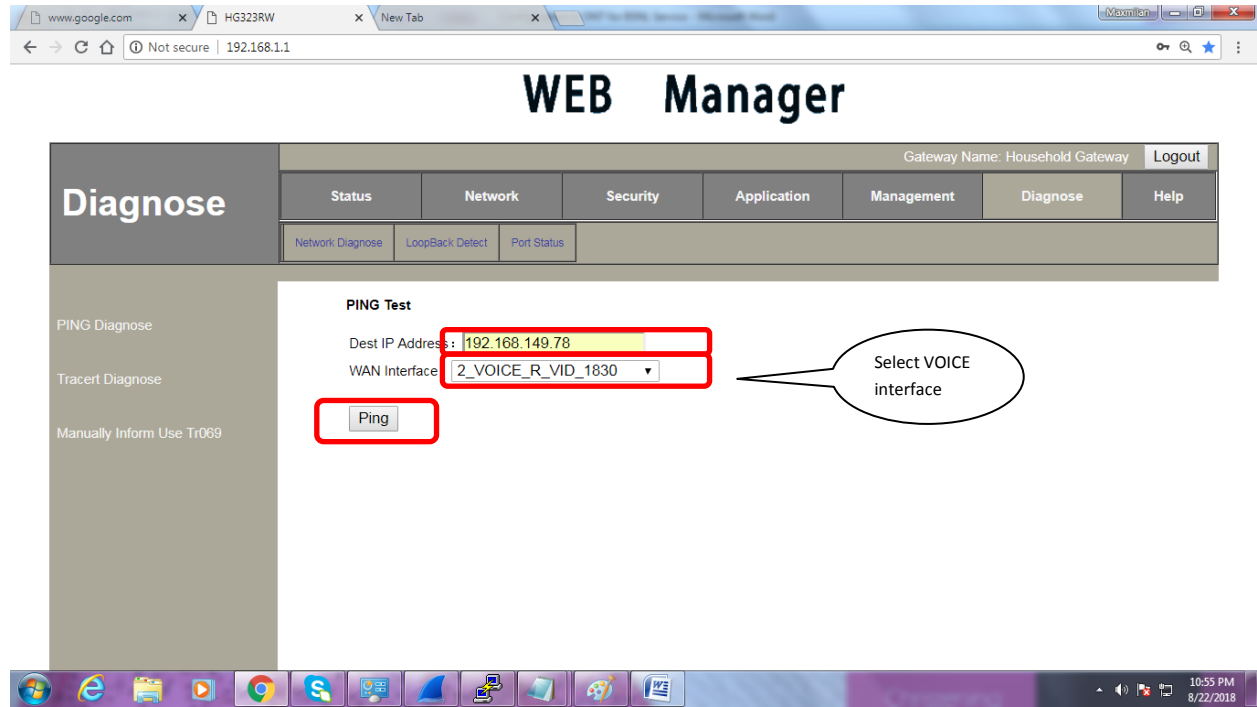 www.google.com
HG323RW
New Tab
Maxmilian
Not secure | 192.168.1.1
WEB Manager
Gateway Name: Household Gateway Logout
Diagnose
Status Network Security Application Management Diagnose Help
Network Diagnose LoopBack Detect Port Status
PING Diagnose
Tracert Diagnose
Manually Inform Use Tr069
PING Test
Dest IP Address: 192.168.149.78
WAN Interface 2_VOICE_R_VID_1830
Ping
Select VOICE
interface
10:55 PM
8/22/2018